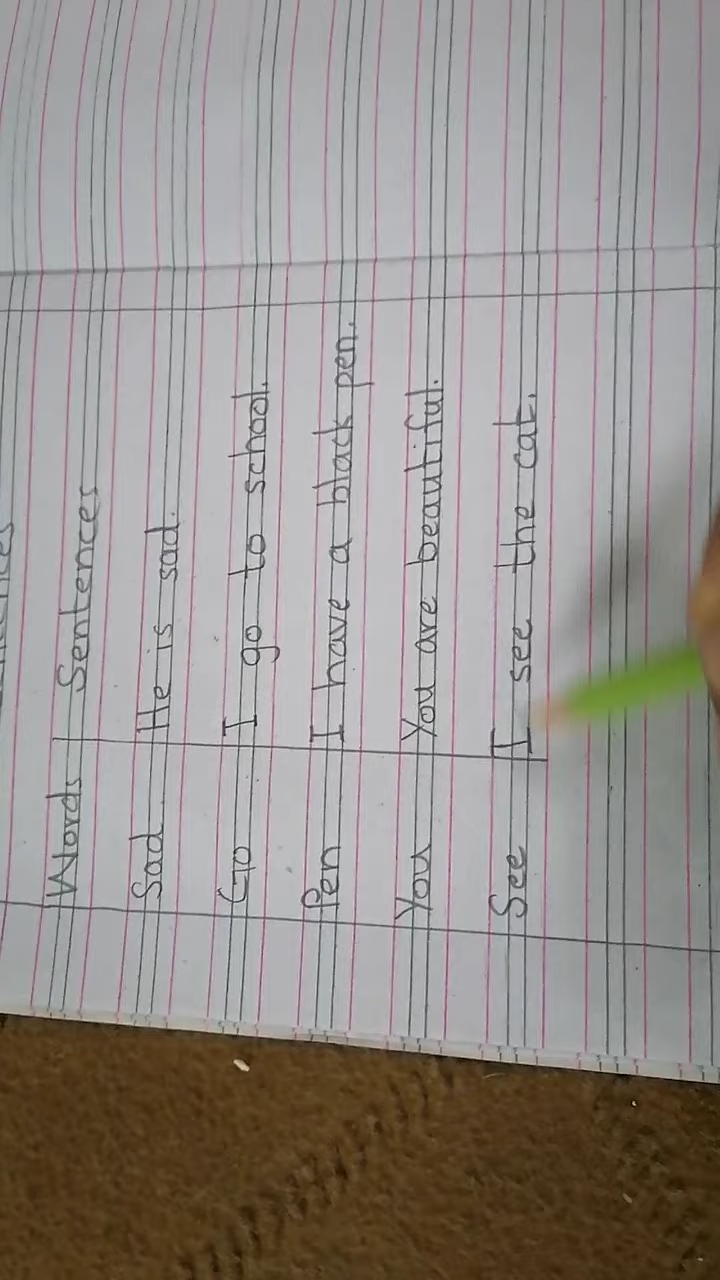 Words Sentences
Sad He is sad.
Go I go to school.
Pen I have a black pen.
You You are beautiful.
See I see the cat.